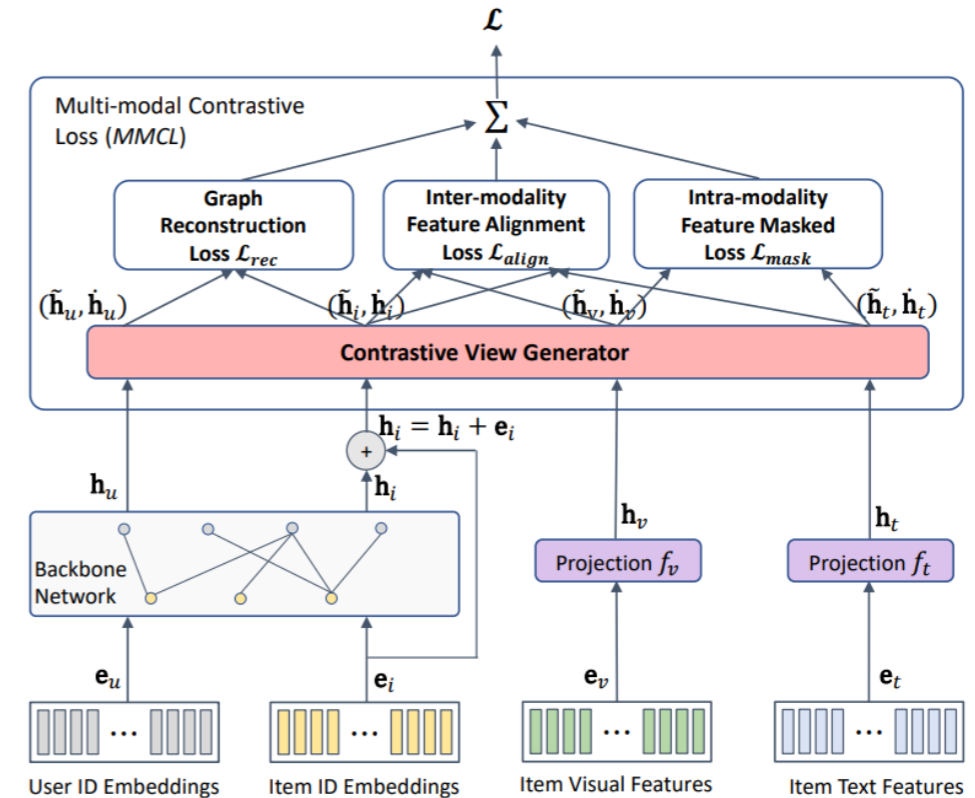 𝓛
Multi-modal Contrastive
Loss (MMCL)
Σ
Graph
Reconstruction
Loss 𝓛rec
Inter-modality
Feature Alignment
Loss 𝓛align
Intra-modality
Feature Masked
Loss 𝓛mask
(h̃u, ḣu)
(h̃i, ḣi)
(h̃v, ḣv)
(h̃t, ḣt)
Contrastive View Generator
hi = hi + ei
+
hu
hi
hv
ht
Backbone
Network
Projection fv
Projection ft
eu
ei
ev
et
...
...
...
...
User ID Embeddings
Item ID Embeddings
Item Visual Features
Item Text Features